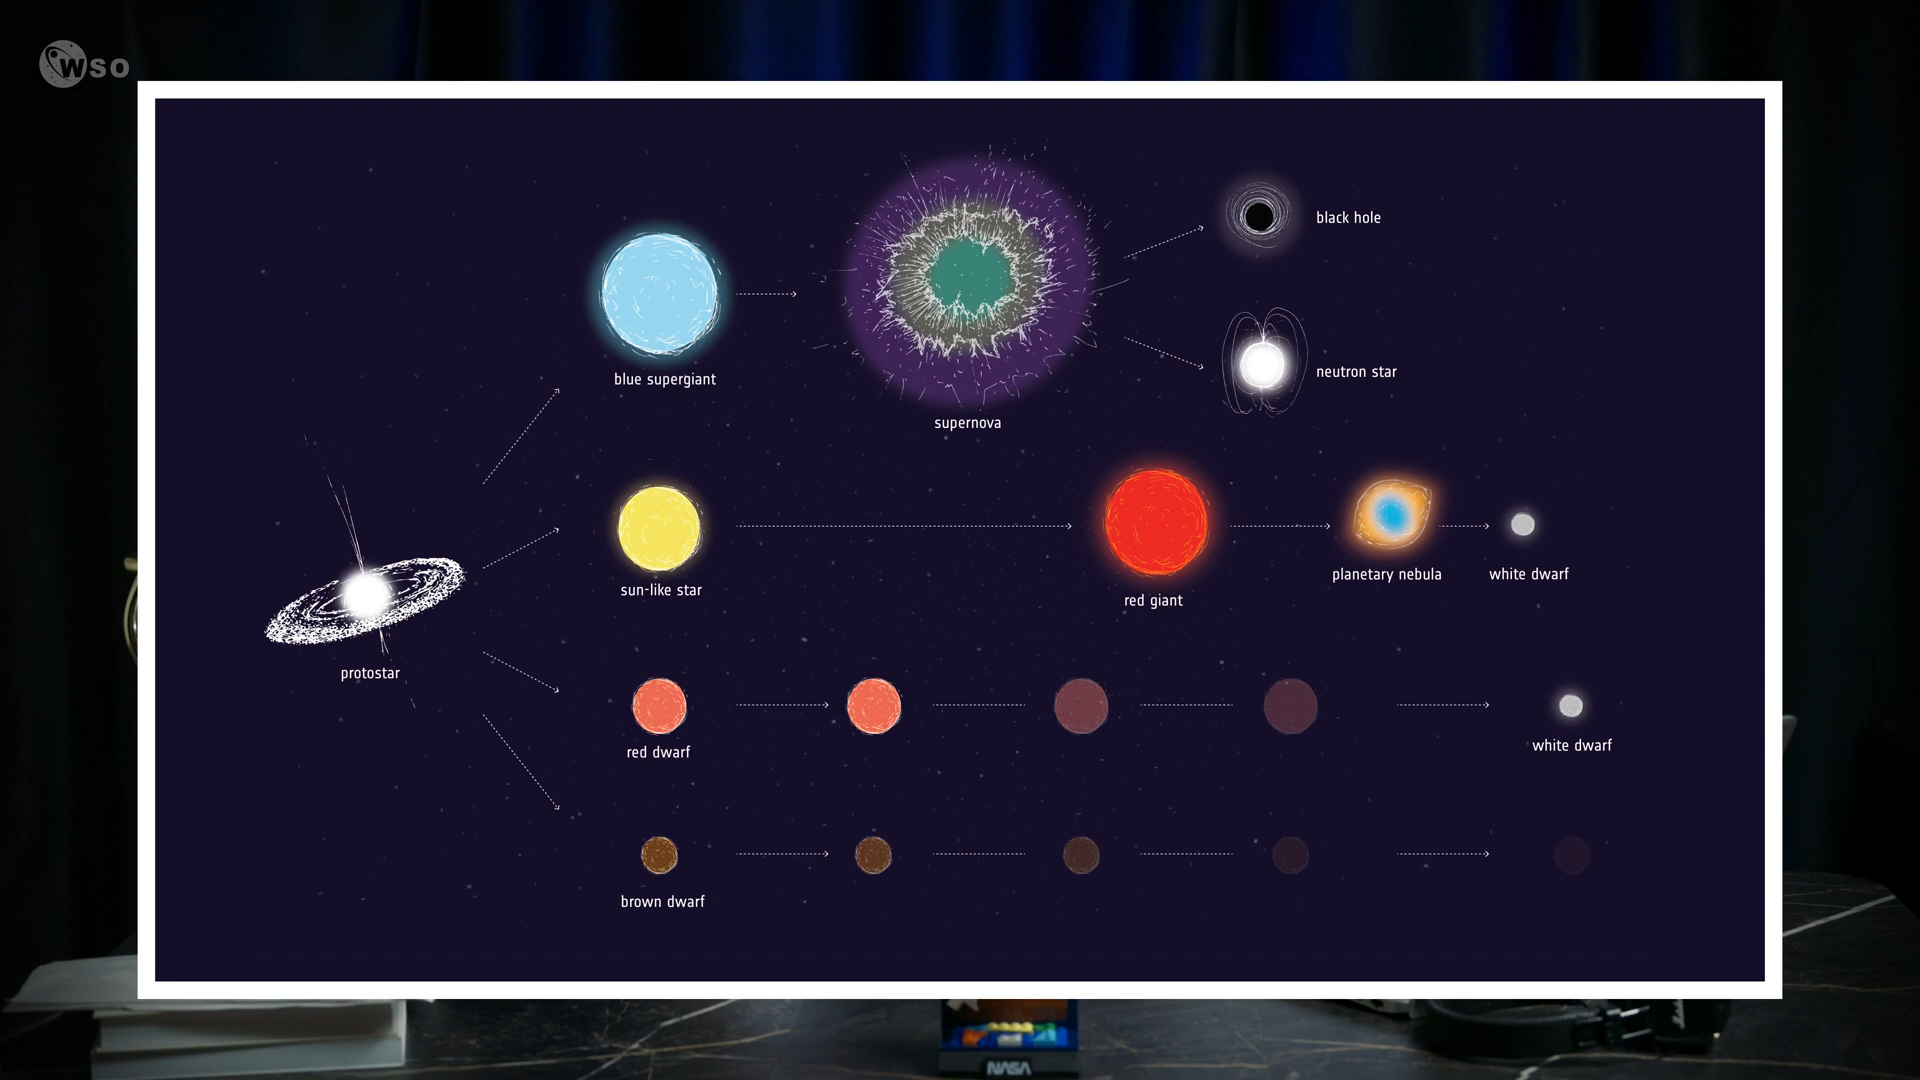 WSO
black hole
blue supergiant
neutron star
supernova
sun-like star
red giant
planetary nebula
white dwarf
protostar
red dwarf
white dwarf
brown dwarf
NASA